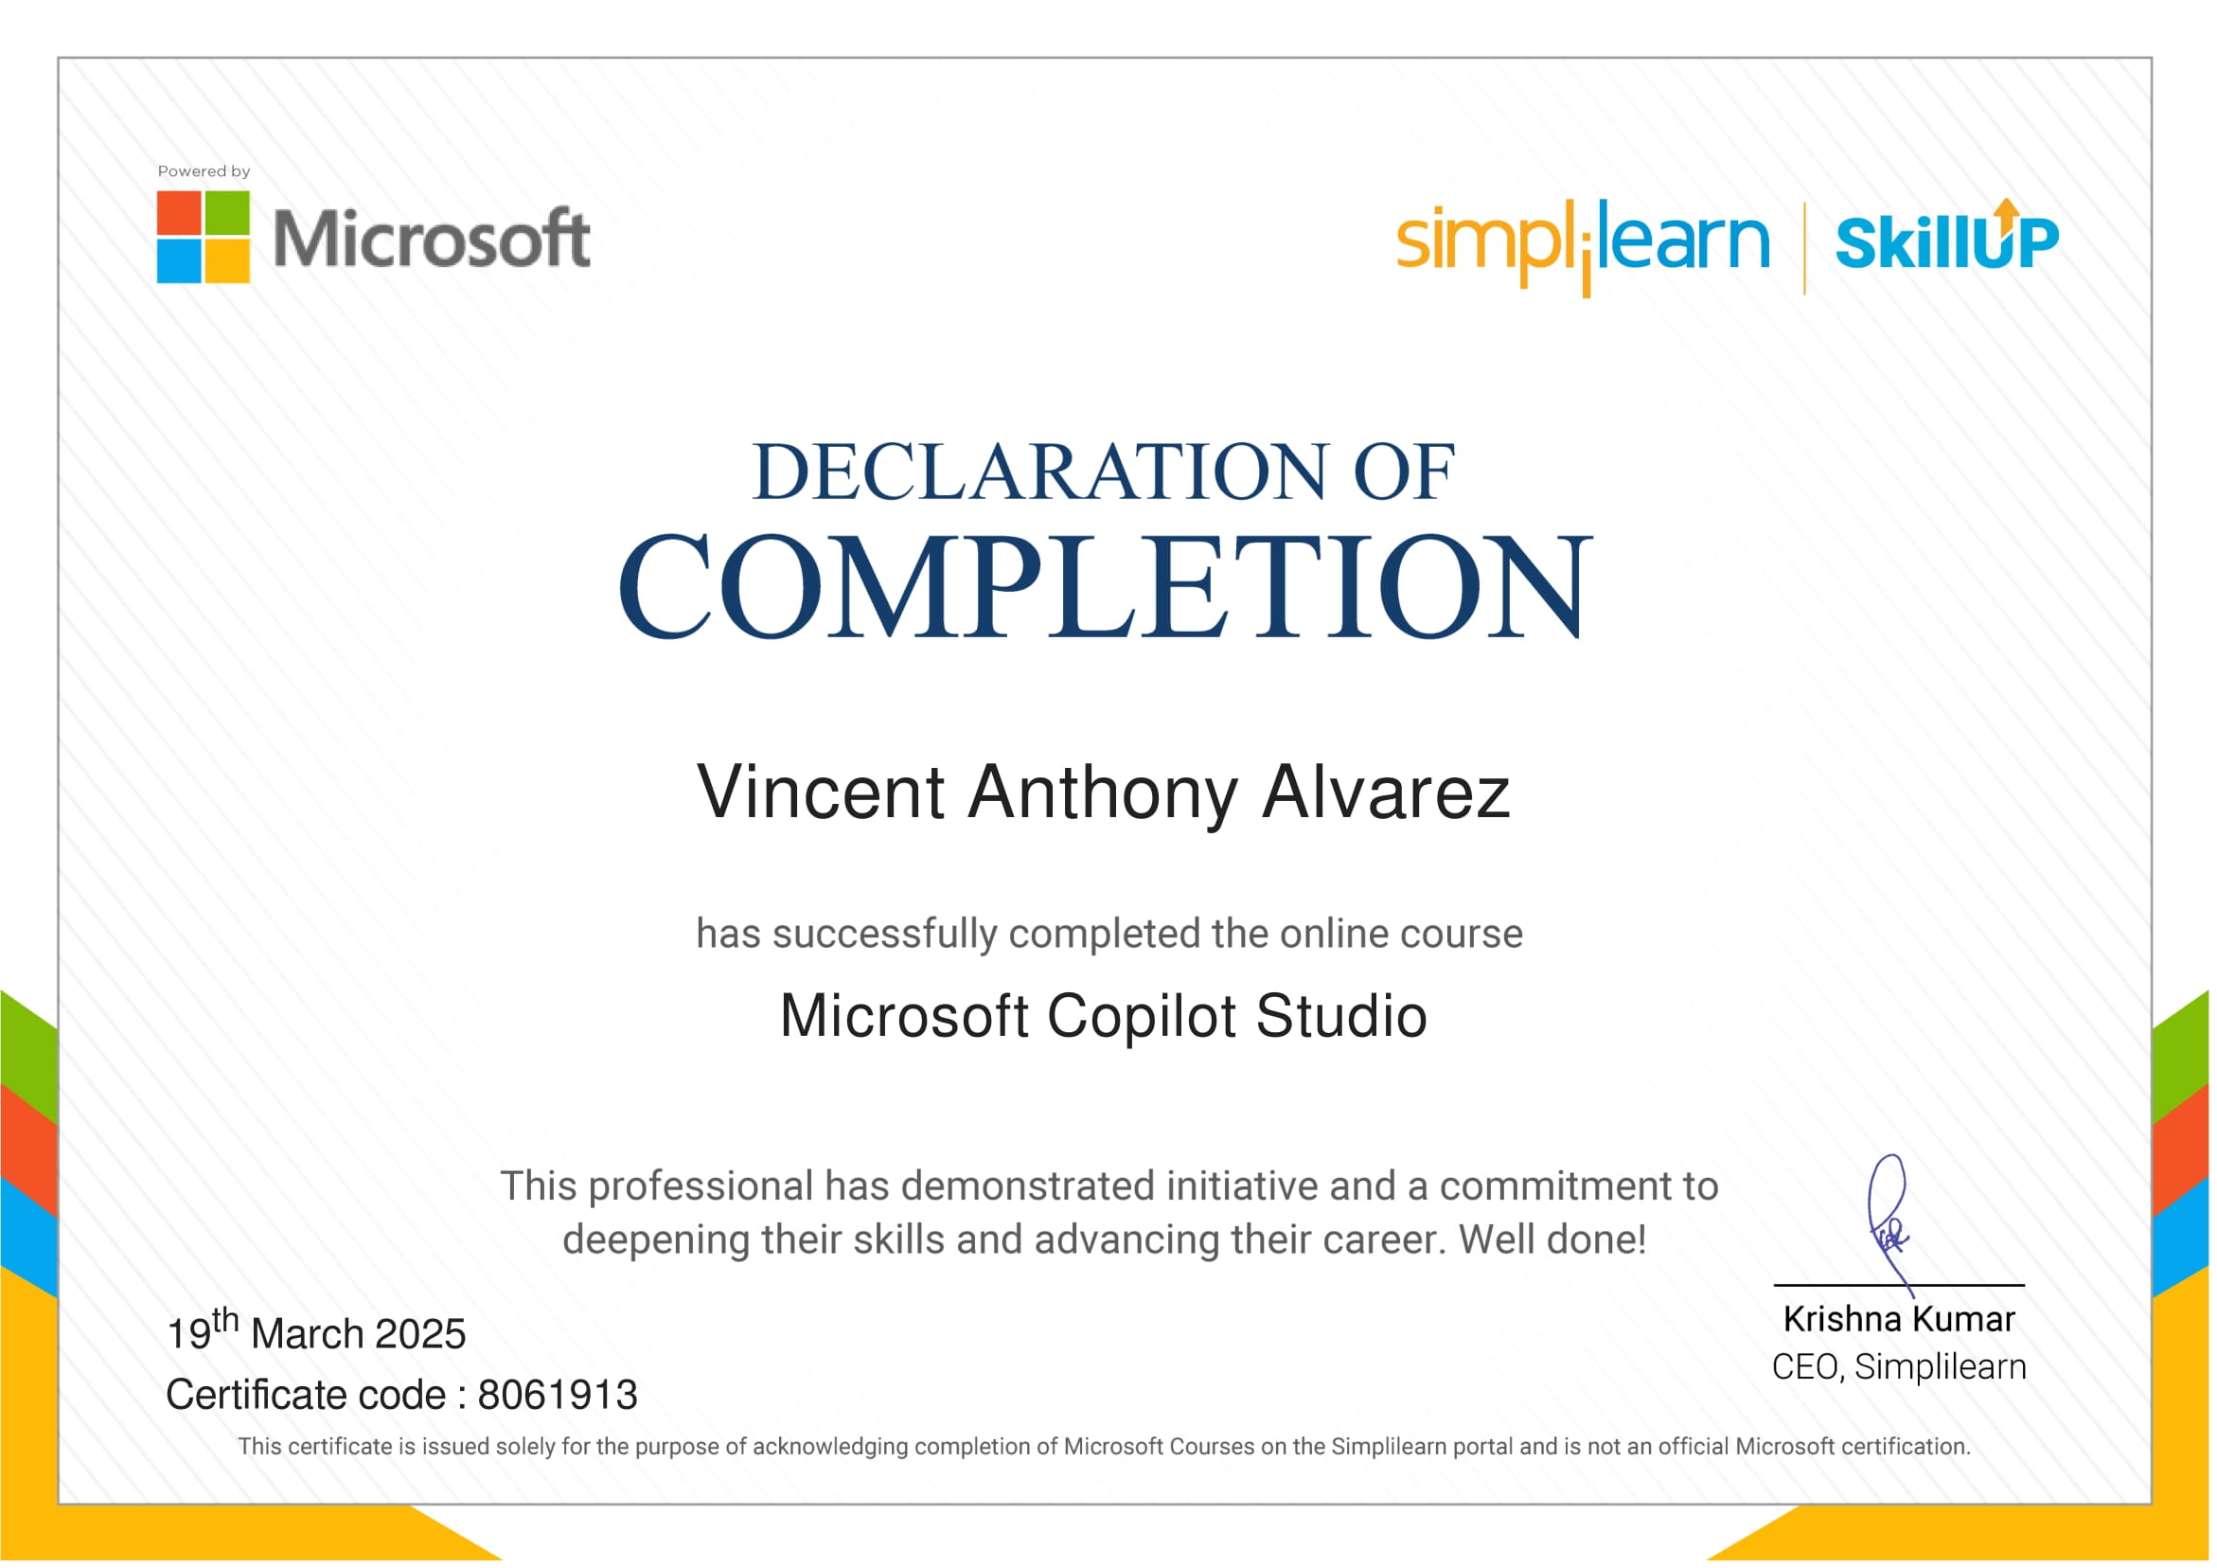 Powered by
Microsoft
simplilearn | SkillUP
DECLARATION OF
COMPLETION
Vincent Anthony Alvarez
has successfully completed the online course
Microsoft Copilot Studio
This professional has demonstrated initiative and a commitment to
deepening their skills and advancing their career. Well done!
19th March 2025
Certificate code : 8061913
Krishna Kumar
CEO, Simplilearn
This certificate is issued solely for the purpose of acknowledging completion of Microsoft Courses on the Simplilearn portal and is not an official Microsoft certification.